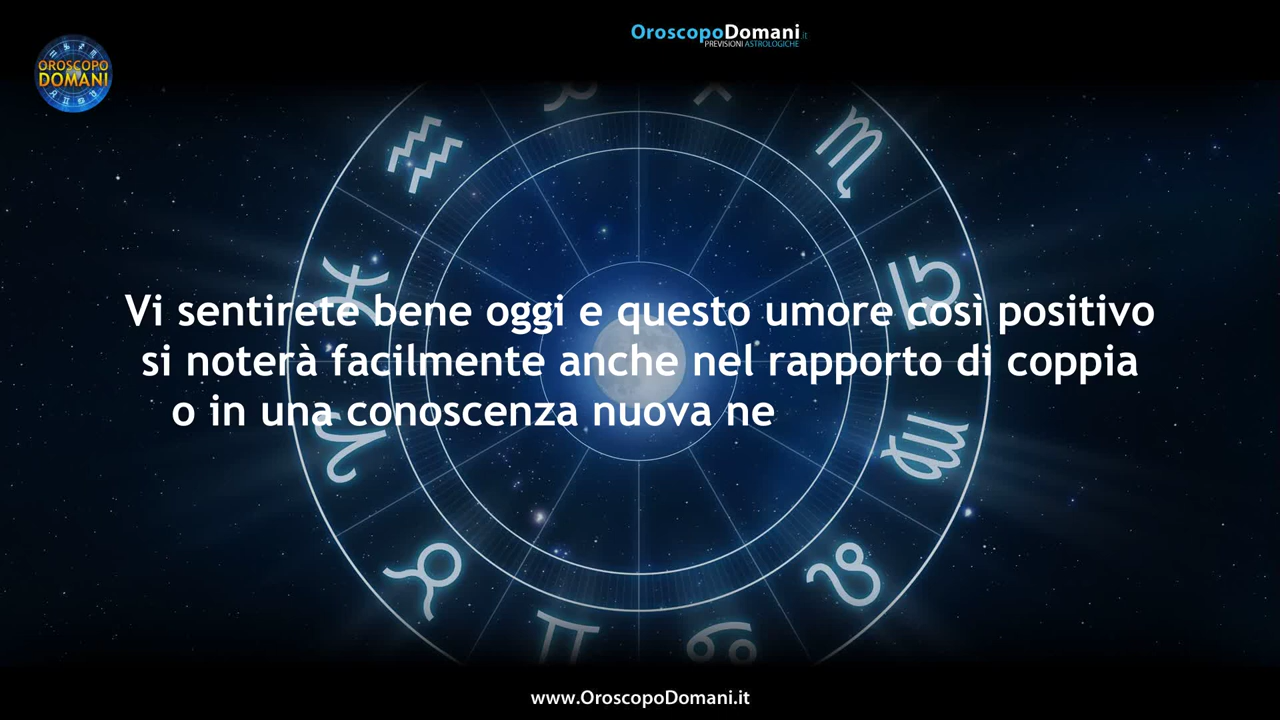 OroscopoDomani.it
PREVISIONI ASTROLOGICHE
OROSCOPO
DOMANI
Vi sentirete bene oggi e questo umore così positivo
si noterà facilmente anche nel rapporto di coppia
o in una conoscenza nuova ne
www.OroscopoDomani.it